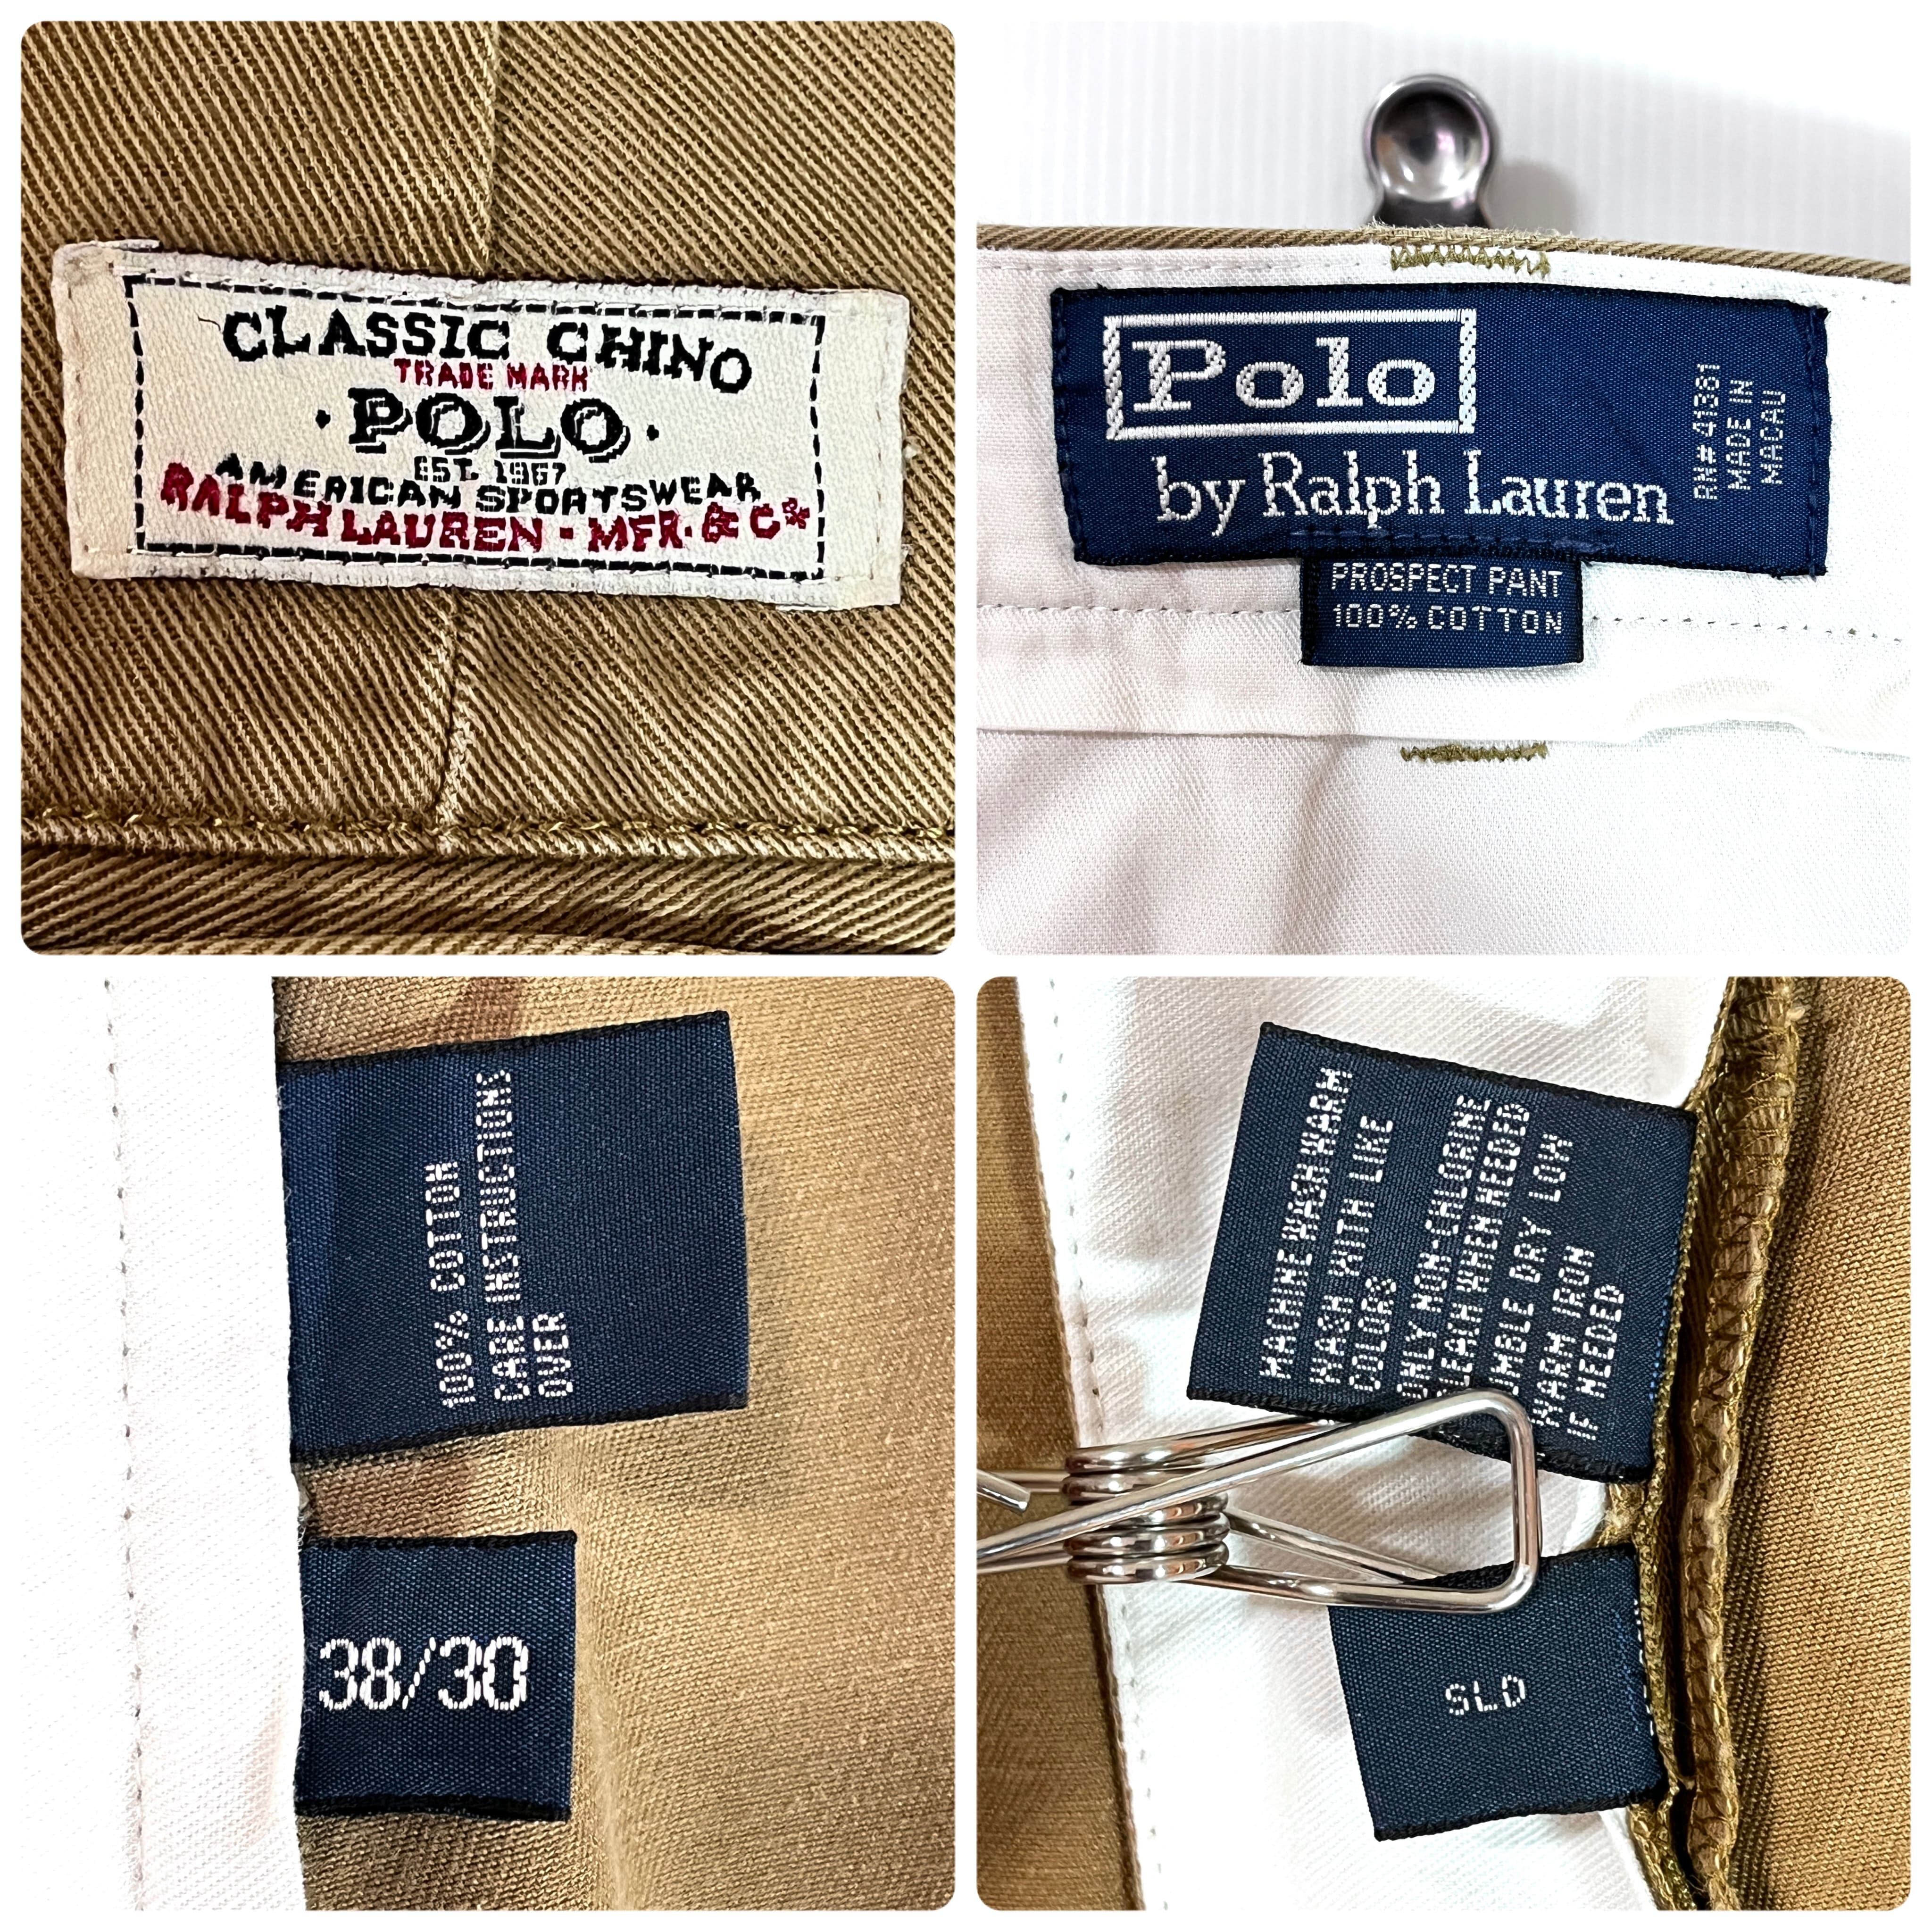 CLASSIC CHINO
TRADE MARK
· POLO ·
EST. 1967
AMERICAN SPORTSWEAR
RALPH LAUREN · MFR. & Cº
Polo
by Ralph Lauren
RN# 41381
MADE IN
MACAU
PROSPECT PANT
100% COTTON
100% COTTON
CARE INSTRUCTIONS
OVER
38/30
MACHINE WASH WARM
WASH WITH LIKE
COLORS
ONLY NON-CHLORINE
BLEACH WHEN NEEDED
TUMBLE DRY LOW
WARM IRON
IF NEEDED
SLD